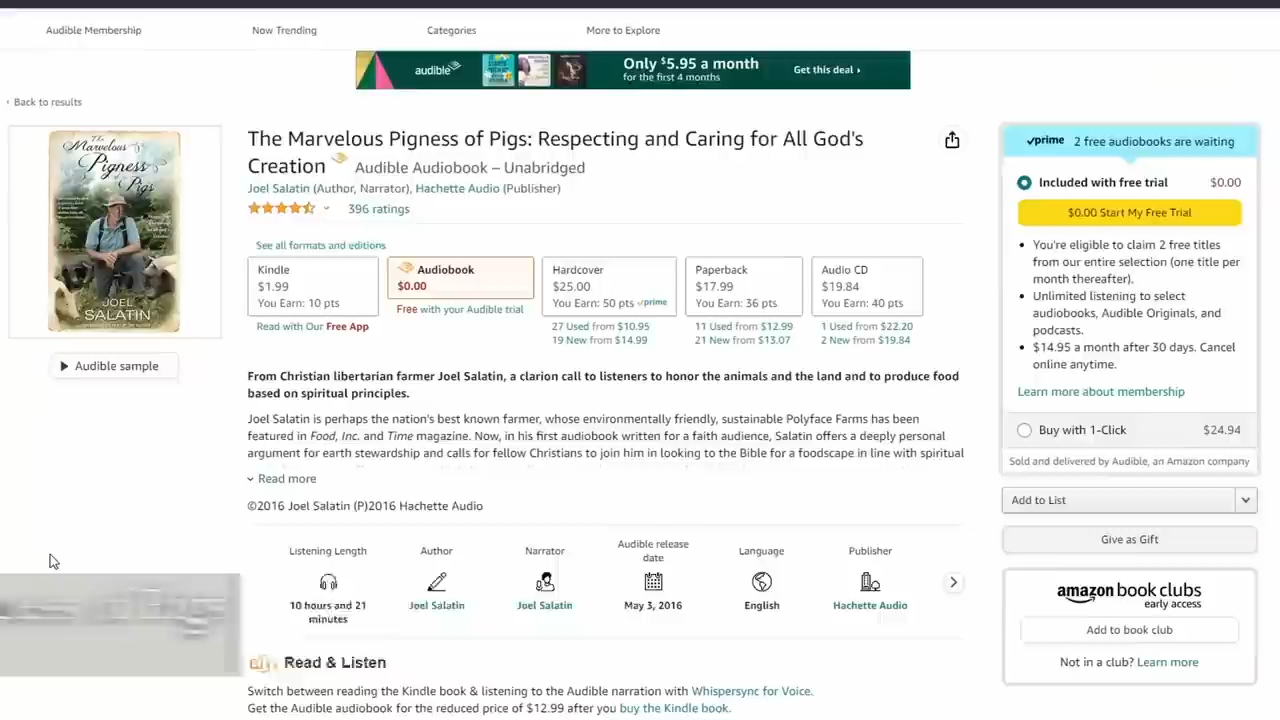 Audible Membership
Now Trending
Categories
More to Explore
audible
Only $5.95 a month
for the first 4 months
Get this deal ›
‹ Back to results
The Marvelous
Pigness
of
Pigs
JOEL
SALATIN
Audible sample
The Marvelous Pigness of Pigs: Respecting and Caring for All God's
Creation Audible Audiobook – Unabridged
Joel Salatin (Author, Narrator), Hachette Audio (Publisher)
396 ratings
See all formats and editions
Kindle
$1.99
You Earn: 10 pts
Read with Our Free App
Audiobook
$0.00
Free with your Audible trial
Hardcover
$25.00
You Earn: 50 pts prime
27 Used from $10.95
19 New from $14.99
Paperback
$17.99
You Earn: 36 pts
11 Used from $12.99
21 New from $13.07
Audio CD
$19.84
You Earn: 40 pts
1 Used from $22.20
2 New from $19.84
From Christian libertarian farmer Joel Salatin, a clarion call to listeners to honor the animals and the land and to produce food
based on spiritual principles.
Joel Salatin is perhaps the nation's best known farmer, whose environmentally friendly, sustainable Polyface Farms has been
featured in Food, Inc. and Time magazine. Now, in his first audiobook written for a faith audience, Salatin offers a deeply personal
argument for earth stewardship and calls for fellow Christians to join him in looking to the Bible for a foodscape in line with spiritual
Read more
©2016 Joel Salatin (P)2016 Hachette Audio
Listening Length
10 hours and 21
minutes
Author
Joel Salatin
Narrator
Joel Salatin
Audible release
date
May 3, 2016
Language
English
Publisher
Hachette Audio
Read & Listen
Switch between reading the Kindle book & listening to the Audible narration with Whispersync for Voice.
Get the Audible audiobook for the reduced price of $12.99 after you buy the Kindle book.
prime 2 free audiobooks are waiting
Included with free trial $0.00
$0.00 Start My Free Trial
• You're eligible to claim 2 free titles
from our entire selection (one title per
month thereafter).
• Unlimited listening to select
audiobooks, Audible Originals, and
podcasts.
• $14.95 a month after 30 days. Cancel
online anytime.
Learn more about membership
Buy with 1-Click $24.94
Sold and delivered by Audible, an Amazon company
Add to List
Give as Gift
amazon book clubs
early access
Add to book club
Not in a club? Learn more